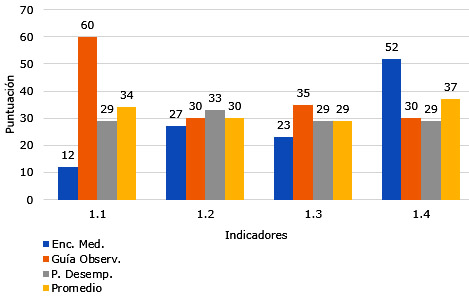 70
60
50
40
30
20
10
0
Puntuación
12 60 29 34
27 30 33 30
23 35 29 29
52 30 29 37
1.1 1.2 1.3 1.4
Indicadores
Enc. Med.
Guía Observ.
P. Desemp.
Promedio